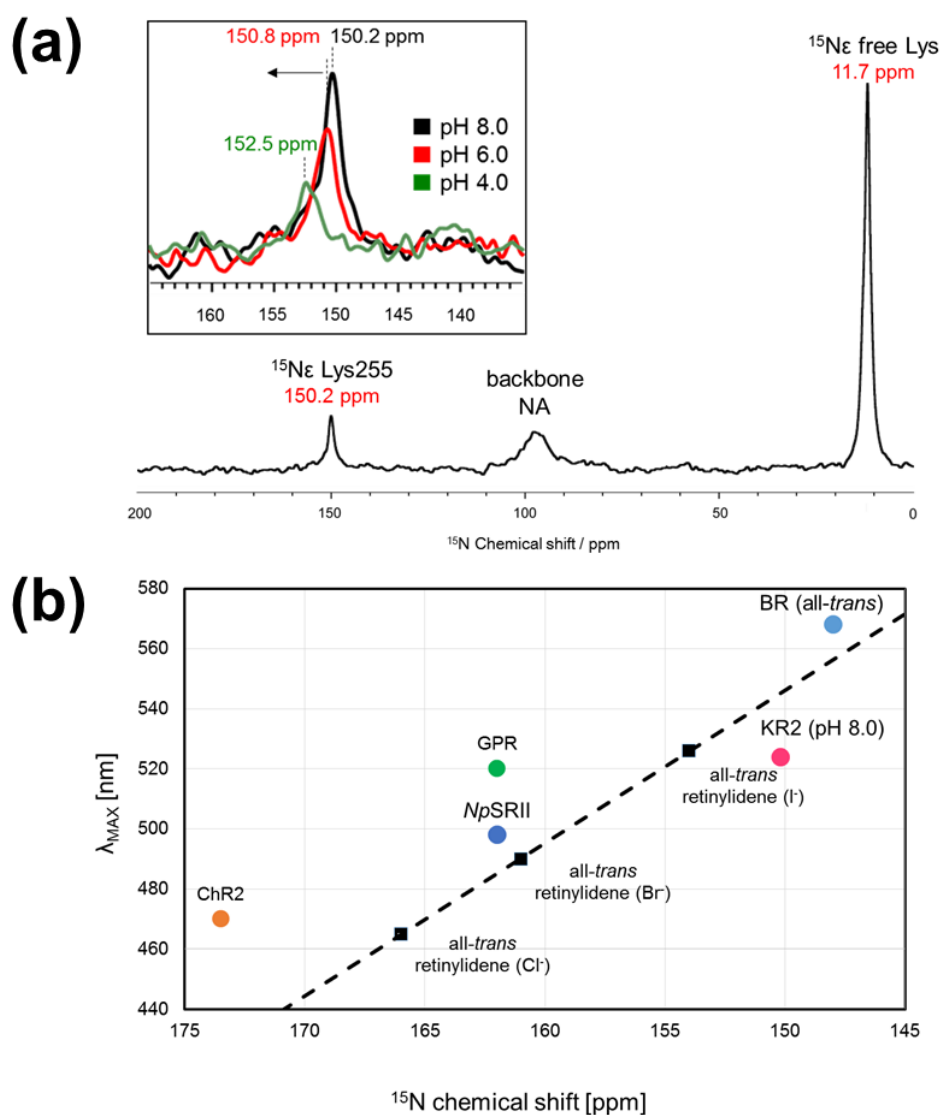 (a)
150.8 ppm
150.2 ppm
152.5 ppm
pH 8.0
pH 6.0
pH 4.0
160 155 150 145 140
¹⁵Nε free Lys
11.7 ppm
¹⁵Nε Lys255
150.2 ppm
backbone
NA
200 150 100 50 0
¹⁵N Chemical shift / ppm
(b)
580
560
540
520
500
480
460
440
λMAX [nm]
BR (all-trans)
KR2 (pH 8.0)
GPR
all-trans
retinylidene (I⁻)
NpSRII
all-trans
retinylidene (Br⁻)
ChR2
all-trans
retinylidene (Cl⁻)
175 170 165 160 155 150 145
¹⁵N chemical shift [ppm]